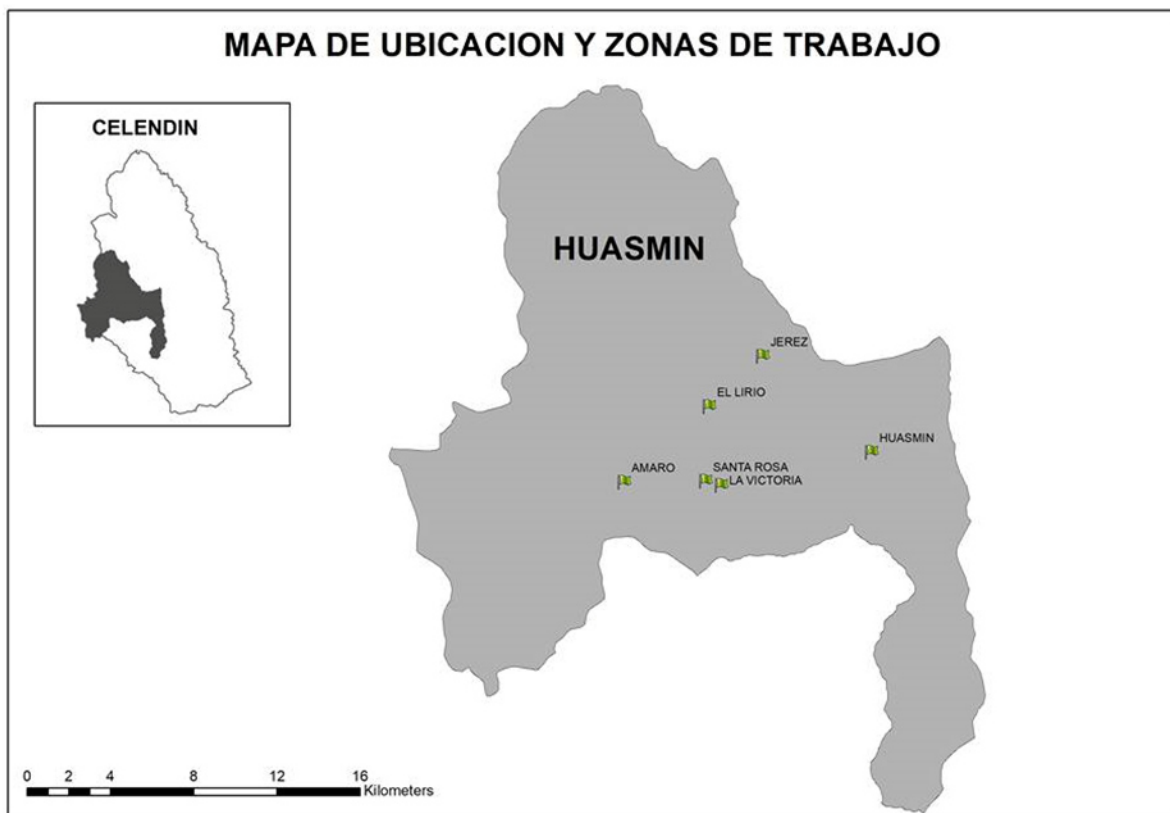 MAPA DE UBICACION Y ZONAS DE TRABAJO
CELENDIN
HUASMIN
JEREZ
EL LIRIO
HUASMIN
AMARO
SANTA ROSA
LA VICTORIA
0 2 4 8 12 16
Kilometers